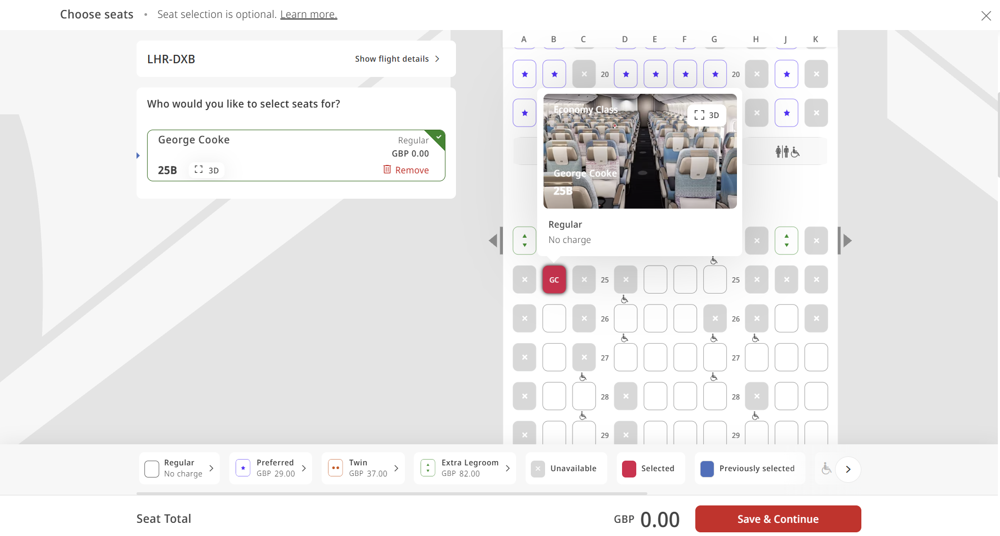 Choose seats • Seat selection is optional. Learn more.
LHR-DXB Show flight details
Who would you like to select seats for?
George Cooke Regular
GBP 0.00
25B 3D Remove
A B C D E F G H J K
20 20
Economy Class 3D
George Cooke
25B
Regular
No charge
GC 25 25
26 26
27 27
28 28
29 29
Regular
No charge
Preferred
GBP 29.00
Twin
GBP 37.00
Extra Legroom
GBP 82.00
Unavailable
Selected
Previously selected
Seat Total GBP 0.00 Save & Continue